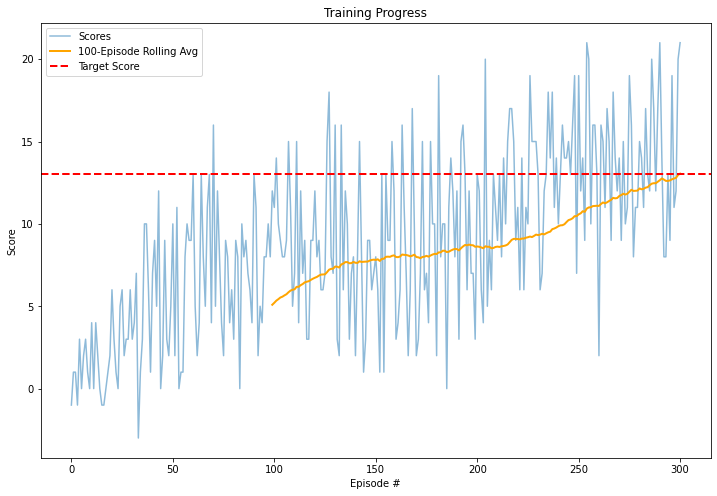 Training Progress
Scores
100-Episode Rolling Avg
Target Score
Score
20
15
10
5
0
0
50
100
150
200
250
300
Episode #